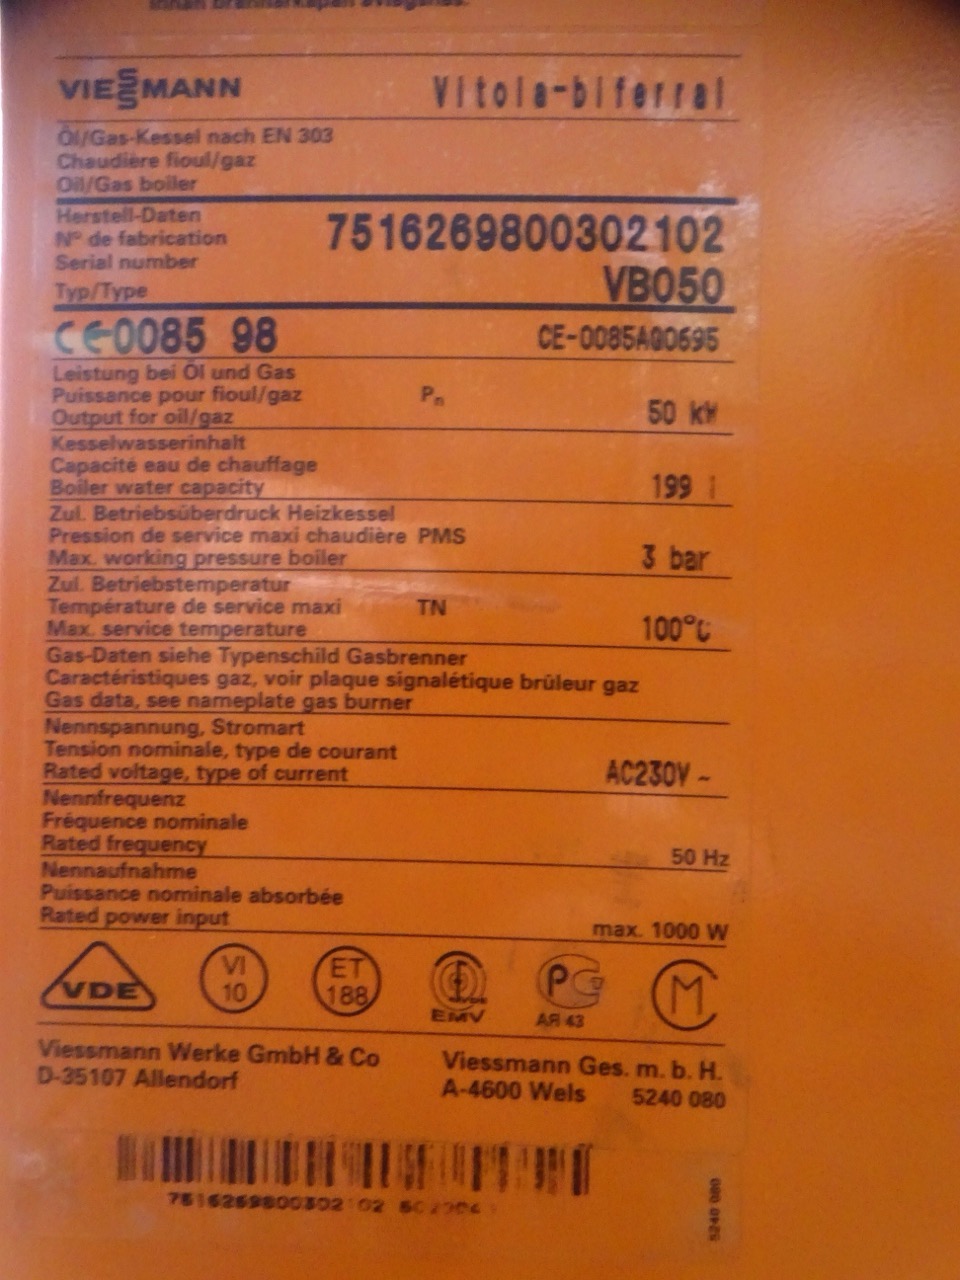 VIESSMANN Vitola-biferral
Öl/Gas-Kessel nach EN 303
Chaudière fioul/gaz
Oil/Gas boiler
Herstell-Daten
N° de fabrication 7516269800302102
Serial number
Typ/Type VB050
CE0085 98 CE-0085AQ0695
Leistung bei Öl und Gas
Puissance pour fioul/gaz Pn
Output for oil/gaz 50 kW
Kesselwasserinhalt
Capacité eau de chauffage
Boiler water capacity 199 l
Zul. Betriebsüberdruck Heizkessel
Pression de service maxi chaudière PMS
Max. working pressure boiler 3 bar
Zul. Betriebstemperatur
Température de service maxi TN
Max. service temperature 100°C
Gas-Daten siehe Typenschild Gasbrenner
Caractéristiques gaz, voir plaque signalétique brûleur gaz
Gas data, see nameplate gas burner
Nennspannung, Stromart
Tension nominale, type de courant
Rated voltage, type of current AC230V ~
Nennfrequenz
Fréquence nominale
Rated frequency 50 Hz
Nennaufnahme
Puissance nominale absorbée
Rated power input max. 1000 W
VDE
VI
10
ET
188
VDE
EMV
РС
АЯ 43
M
Viessmann Werke GmbH & Co
D-35107 Allendorf
Viessmann Ges. m. b. H.
A-4600 Wels 5240 080
7516269800302102
5240 080